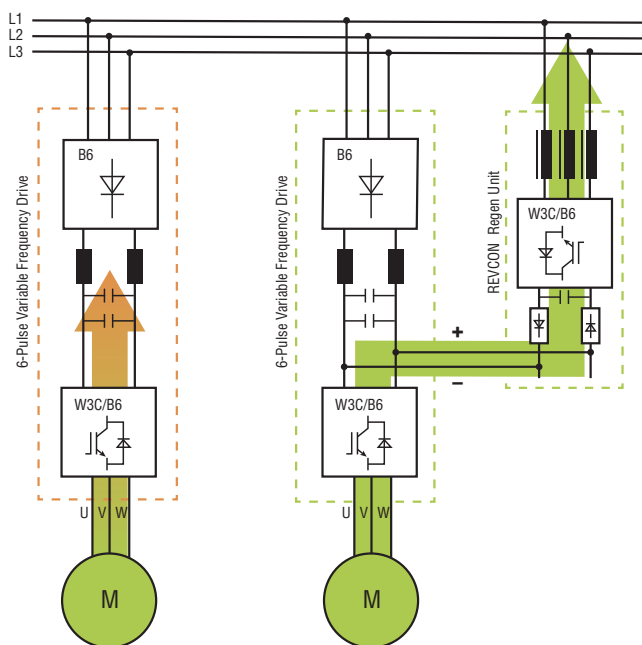 L1
L2
L3
6-Pulse Variable Frequency Drive
B6
W3C/B6
U V W
M
6-Pulse Variable Frequency Drive
B6
+
–
W3C/B6
U V W
M
REVCON Regen Unit
W3C/B6